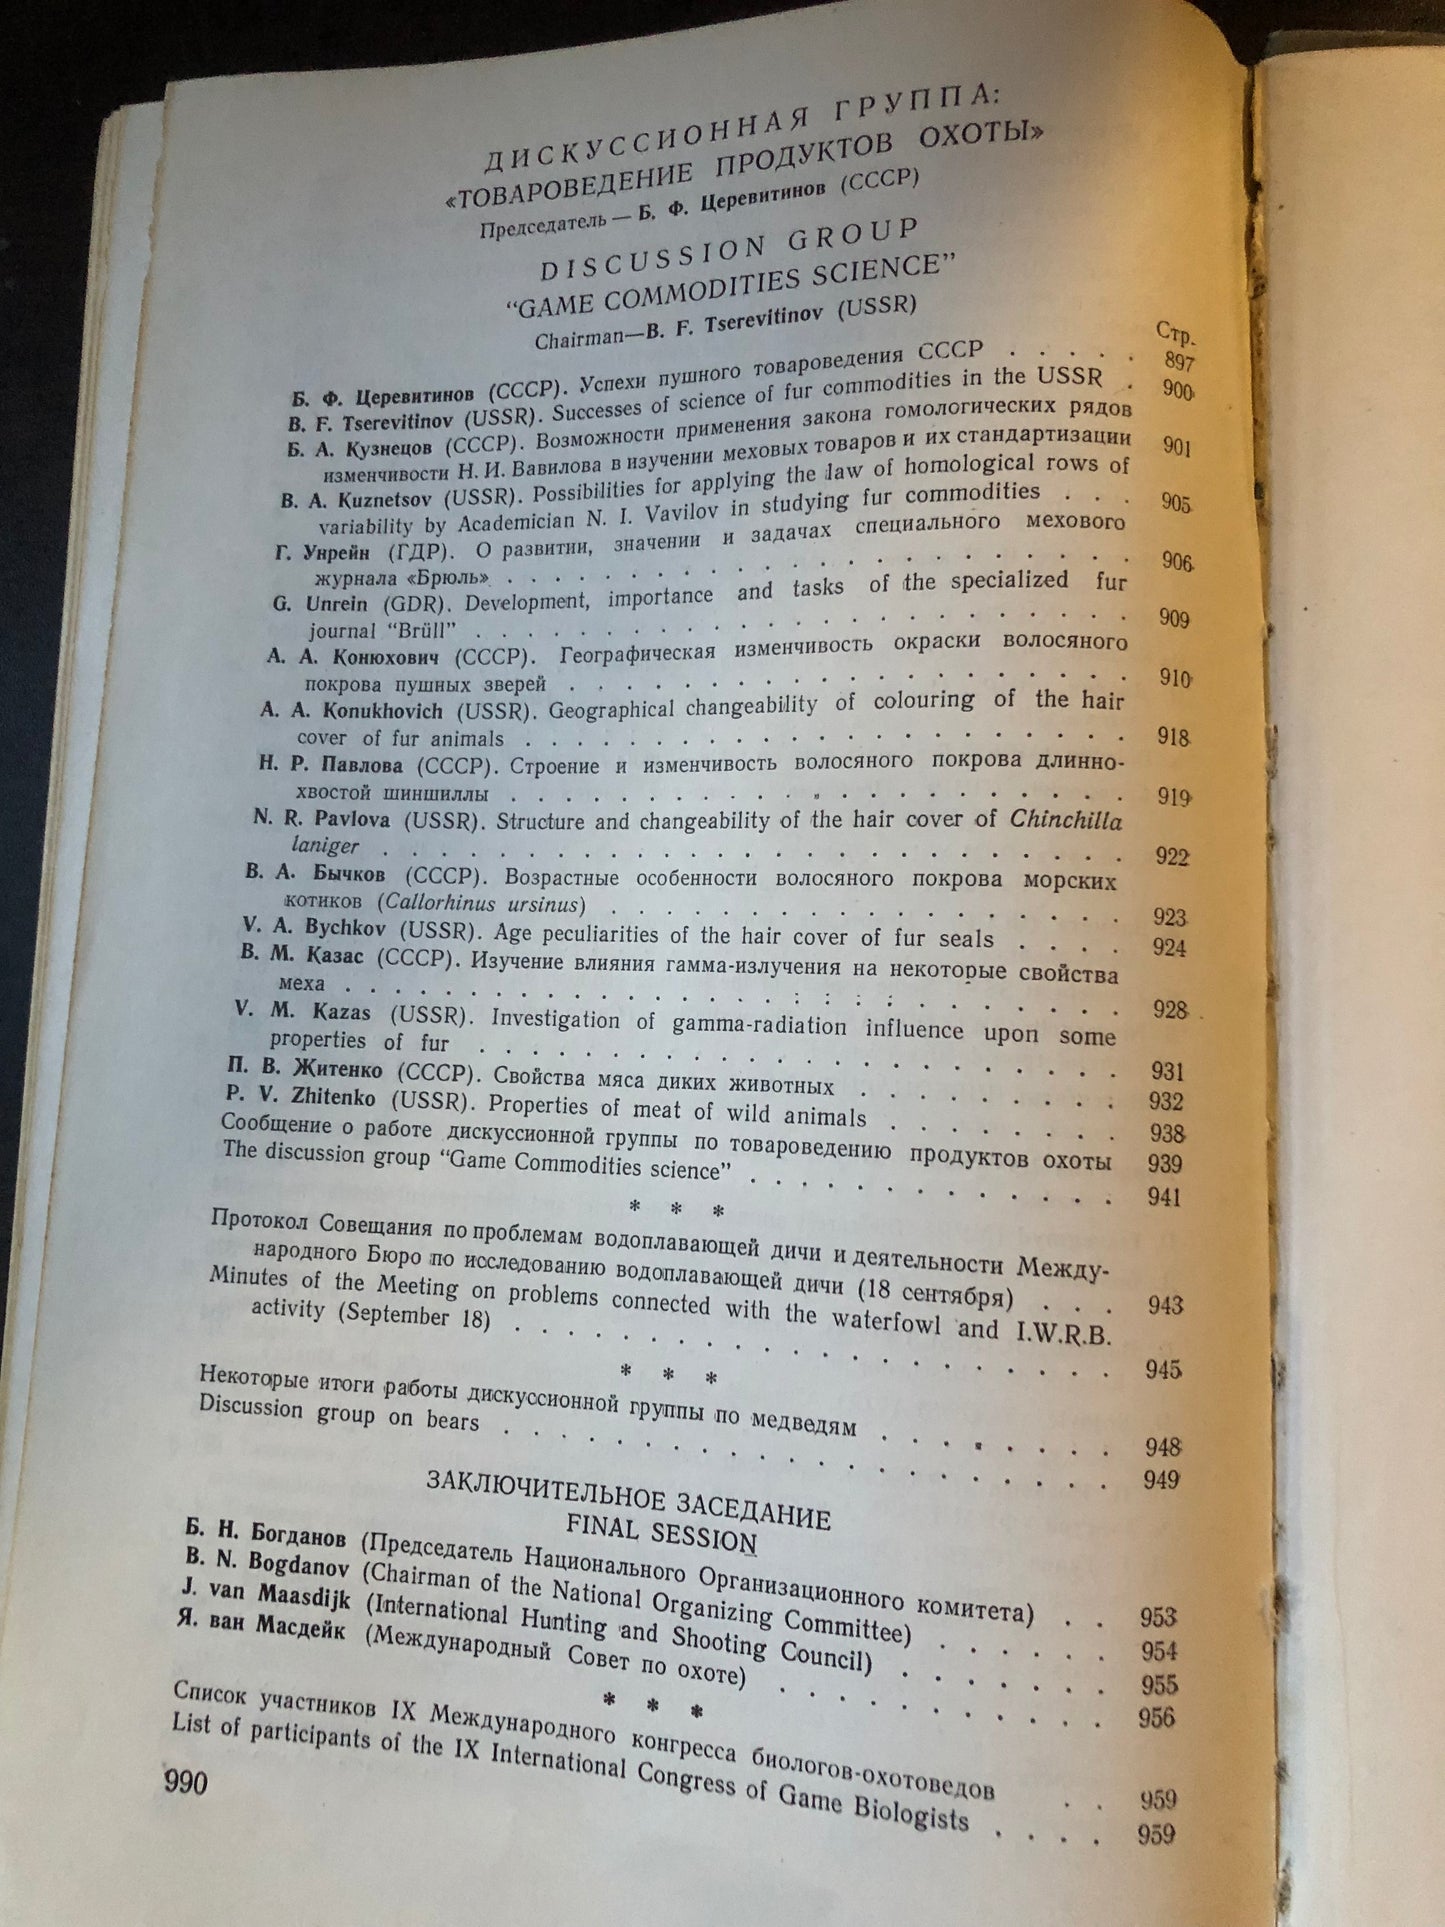 ДИСКУССИОННАЯ ГРУППА:
«ТОВАРОВЕДЕНИЕ ПРОДУКТОВ ОХОТЫ»
Председатель — Б. Ф. Церевитинов (СССР)
DISCUSSION GROUP
“GAME COMMODITIES SCIENCE”
Chairman—B. F. Tserevitinov (USSR)
Стр.
Б. Ф. Церевитинов (СССР). Успехи пушного товароведения СССР . . . . . 897
B. F. Tserevitinov (USSR). Successes of science of fur commodities in the USSR . 900
Б. А. Кузнецов (СССР). Возможности применения закона гомологических рядов
изменчивости Н. И. Вавилова в изучении меховых товаров и их стандартизации 901
B. A. Kuznetsov (USSR). Possibilities for applying the law of homological rows of
variability by Academician N. I. Vavilov in studying fur commodities . . . 905
Г. Унрейн (ГДР). О развитии, значении и задачах специального мехового
журнала «Брюль» . . . . . . . . . . . . . . . . . 906
G. Unrein (GDR). Development, importance and tasks of the specialized fur
journal “Brüll” . . . . . . . . . . . . . . . . . . 909
А. А. Конюхович (СССР). Географическая изменчивость окраски волосяного
покрова пушных зверей . . . . . . . . . . . . . . . 910
A. A. Konukhovich (USSR). Geographical changeability of colouring of the hair
cover of fur animals . . . . . . . . . . . . . . . . 918
Н. Р. Павлова (СССР). Строение и изменчивость волосяного покрова длинно-
хвостой шиншиллы . . . . . . . . . . . . . . . . . 919
N. R. Pavlova (USSR). Structure and changeability of the hair cover of Chinchilla
laniger . . . . . . . . . . . . . . . . . . . . 922
В. А. Бычков (СССР). Возрастные особенности волосяного покрова морских
котиков (Callorhinus ursinus) . . . . . . . . . . . . . . 923
V. A. Bychkov (USSR). Age peculiarities of the hair cover of fur seals . . . . 924
В. М. Казас (СССР). Изучение влияния гамма-излучения на некоторые свойства
меха . . . . . . . . . . . . . . . . . . . . . 928
V. M. Kazas (USSR). Investigation of gamma-radiation influence upon some
properties of fur . . . . . . . . . . . . . . . . . 931
П. В. Житенко (СССР). Свойства мяса диких животных . . . . . . . . 932
P. V. Zhitenko (USSR). Properties of meat of wild animals . . . . . . . 938
Сообщение о работе дискуссионной группы по товароведению продуктов охоты 939
The discussion group “Game Commodities science” . . . . . . . . . . 941
* * *
Протокол Совещания по проблемам водоплавающей дичи и деятельности Между-
народного Бюро по исследованию водоплавающей дичи (18 сентября) . . . 943
Minutes of the Meeting on problems connected with the waterfowl and I.W.R.B.
activity (September 18) . . . . . . . . . . . . . . . . 945
* * *
Некоторые итоги работы дискуссионной группы по медведям . . . . . . . 948
Discussion group on bears . . . . . . . . . . . . . . . . 949
ЗАКЛЮЧИТЕЛЬНОЕ ЗАСЕДАНИЕ
FINAL SESSION
Б. Н. Богданов (Председатель Национального Организационного комитета) . . 953
B. N. Bogdanov (Chairman of the National Organizing Committee) . . . . . 954
J. van Maasdijk (International Hunting and Shooting Council) . . . . . . 955
Я. ван Масдейк (Международный Совет по охоте) . . . . . . . . . 956
* * *
Список участников IX Международного конгресса биологов-охотоведов . . 959
List of participants of the IX International Congress of Game Biologists . . . . 959
990